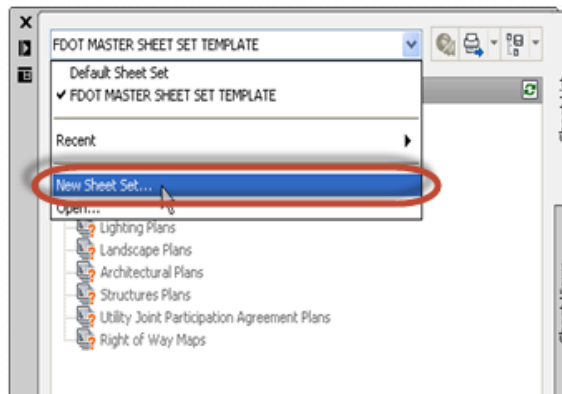 FDOT MASTER SHEET SET TEMPLATE
Default Sheet Set
✔ FDOT MASTER SHEET SET TEMPLATE
Recent
New Sheet Set...
Open...
Lighting Plans
Landscape Plans
Architectural Plans
Structures Plans
Utility Joint Participation Agreement Plans
Right of Way Maps